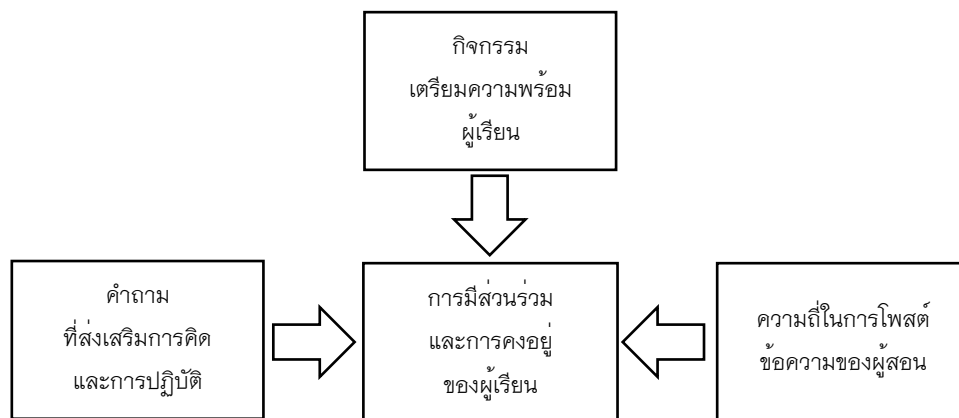 กิจกรรม
เตรียมความพร้อม
ผู้เรียน
คำถาม
ที่ส่งเสริมการคิด
และการปฏิบัติ
การมีส่วนร่วม
และการคงอยู่
ของผู้เรียน
ความถี่ในการโพสต์
ข้อความของผู้สอน